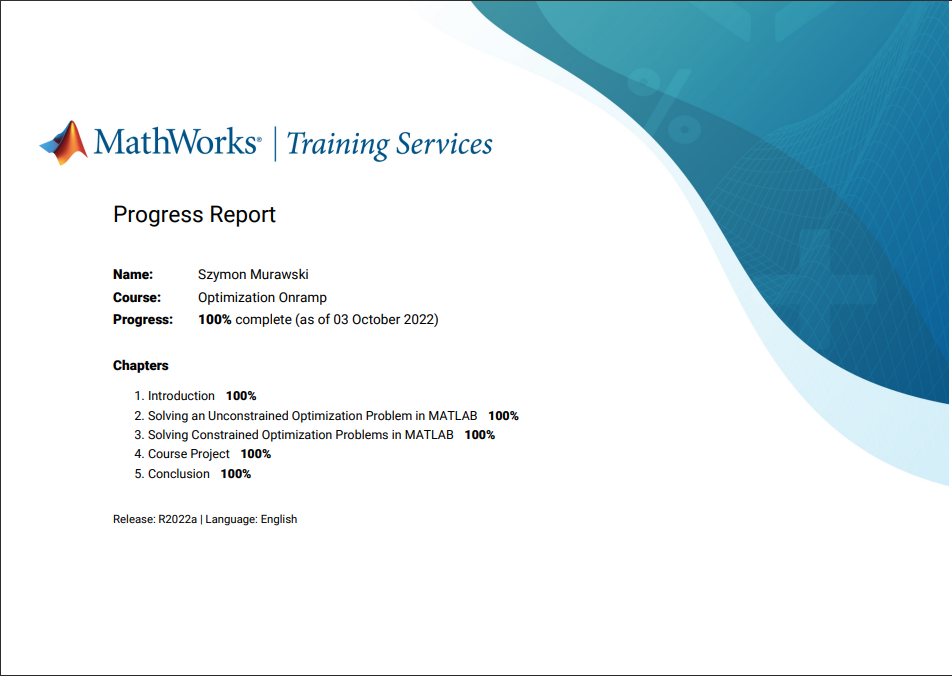 MathWorks® | Training Services
Progress Report
Name: Szymon Murawski
Course: Optimization Onramp
Progress: 100% complete (as of 03 October 2022)
Chapters
1. Introduction 100%
2. Solving an Unconstrained Optimization Problem in MATLAB 100%
3. Solving Constrained Optimization Problems in MATLAB 100%
4. Course Project 100%
5. Conclusion 100%
Release: R2022a | Language: English